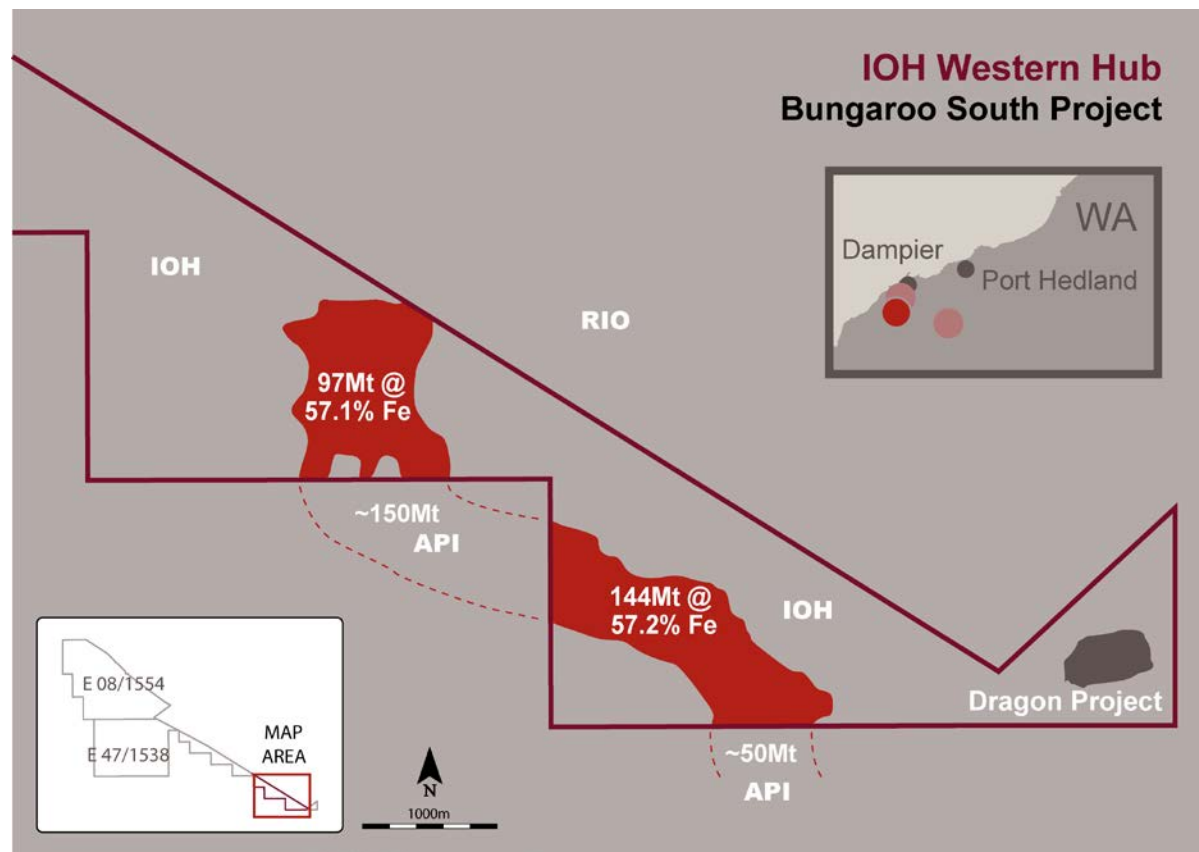 IOH Western Hub
Bungaroo South Project
WA
Dampier
Port Hedland
IOH
RIO
97Mt @
57.1% Fe
~150Mt
API
144Mt @
57.2% Fe
IOH
Dragon Project
~50Mt
API
E 08/1554
E 47/1538
MAP
AREA
N
1000m